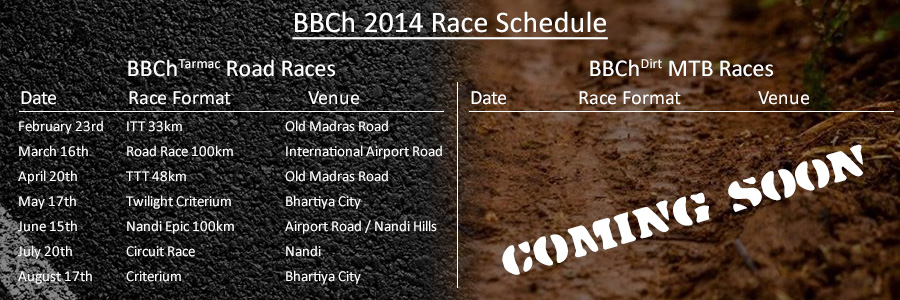 BBCh 2014 Race Schedule
BBChTarmac Road Races
Date Race Format Venue
February 23rd ITT 33km Old Madras Road
March 16th Road Race 100km International Airport Road
April 20th TTT 48km Old Madras Road
May 17th Twilight Criterium Bhartiya City
June 15th Nandi Epic 100km Airport Road / Nandi Hills
July 20th Circuit Race Nandi
August 17th Criterium Bhartiya City
BBChDirt MTB Races
Date Race Format Venue
COMING SOON